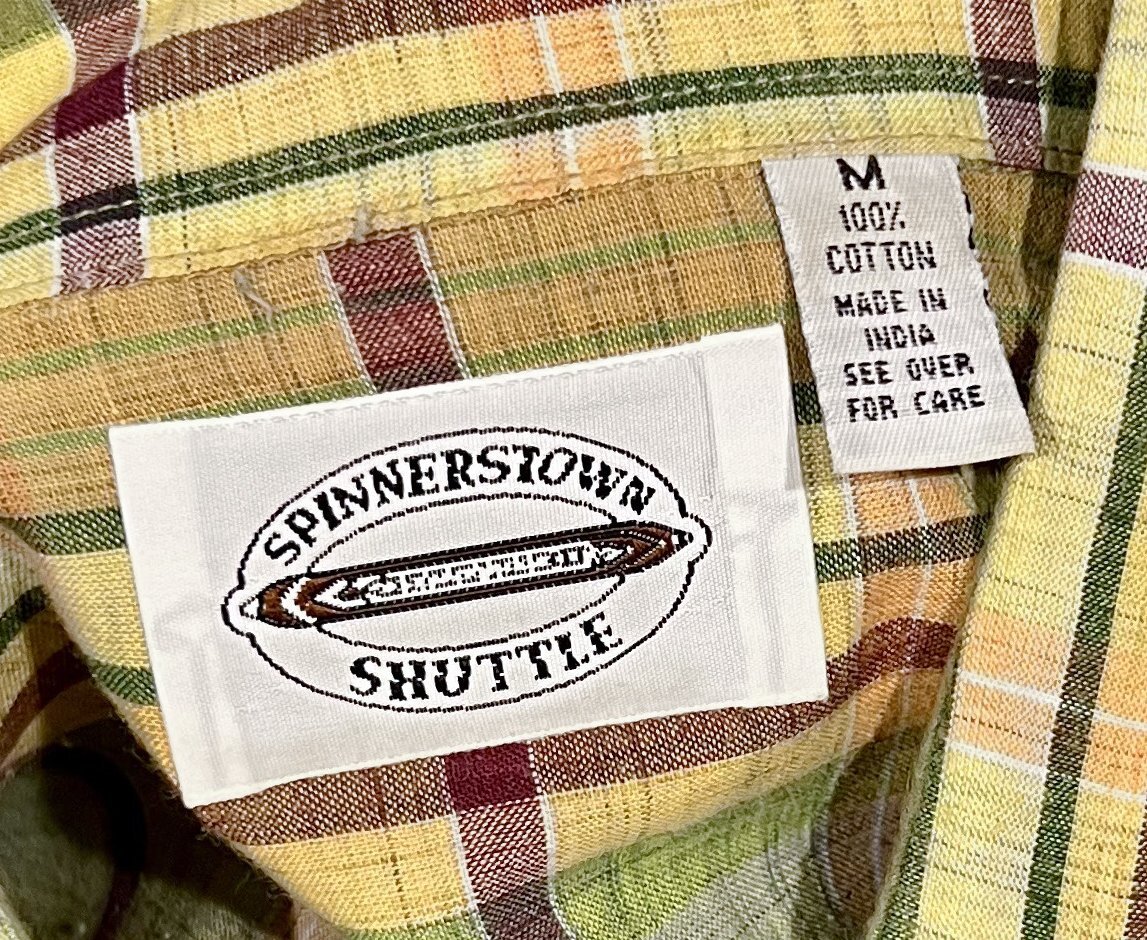 SPINNERSTOWN
SHUTTLE
M
100%
COTTON
MADE IN
INDIA
SEE OVER
FOR CARE